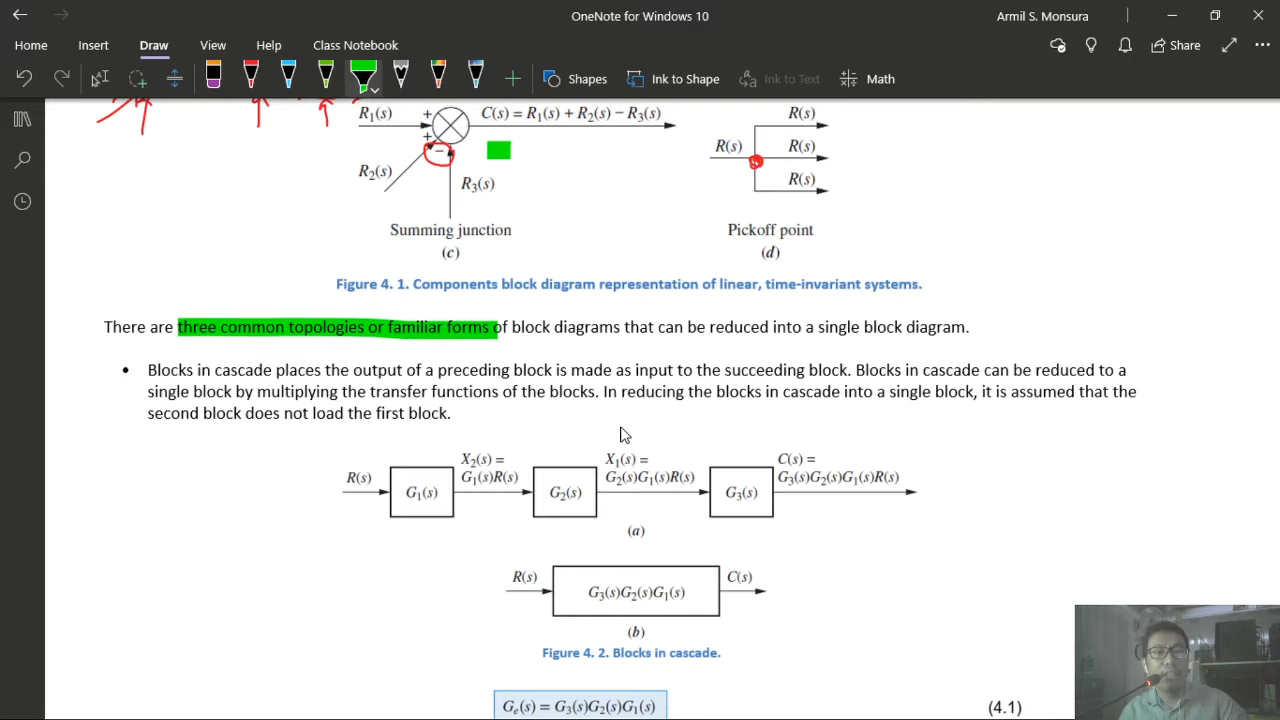 OneNote for Windows 10
Armil S. Monsura
Home Insert Draw View Help Class Notebook
Share
Shapes
Ink to Shape
Ink to Text
Math
R₁(s) + C(s) = R₁(s) + R₂(s) − R₃(s)
+
−
R₂(s)
R₃(s)
Summing junction
(c)
R(s)
R(s)
R(s)
R(s)
Pickoff point
(d)
Figure 4. 1. Components block diagram representation of linear, time-invariant systems.
There are three common topologies or familiar forms of block diagrams that can be reduced into a single block diagram.
• Blocks in cascade places the output of a preceding block is made as input to the succeeding block. Blocks in cascade can be reduced to a
single block by multiplying the transfer functions of the blocks. In reducing the blocks in cascade into a single block, it is assumed that the
second block does not load the first block.
R(s)
G₁(s)
X₂(s) =
G₁(s)R(s)
G₂(s)
X₁(s) =
G₂(s)G₁(s)R(s)
G₃(s)
C(s) =
G₃(s)G₂(s)G₁(s)R(s)
(a)
R(s)
G₃(s)G₂(s)G₁(s)
C(s)
(b)
Figure 4. 2. Blocks in cascade.
Gₑ(s) = G₃(s)G₂(s)G₁(s) (4.1)